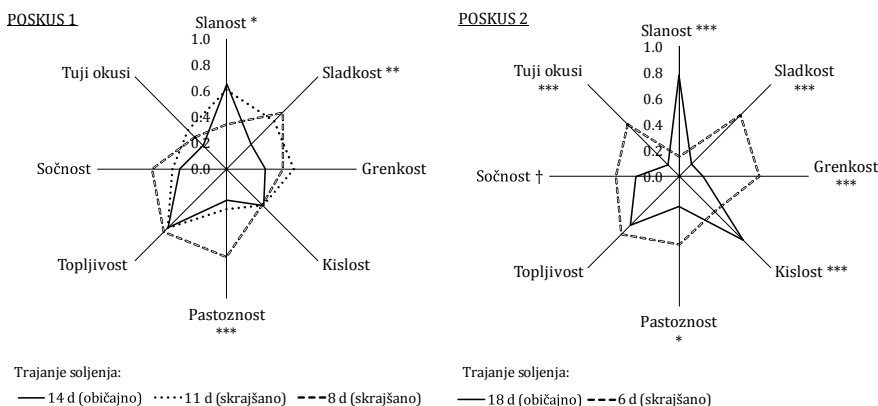 POSKUS 1
Slanost *
1.0
0.8
0.6
0.4
0.2
0.0
Sladkost **
Grenkost
Kislost
Pastoznost
***
Topljivost
Sočnost
Tuji okusi
Trajanje soljenja:
14 d (običajno) 11 d (skrajšano) 8 d (skrajšano)
POSKUS 2
Slanost ***
1.0
0.8
0.6
0.4
0.2
0.0
Sladkost
***
Grenkost
***
Kislost ***
Pastoznost
*
Topljivost
Sočnost †
Tuji okusi
***
Trajanje soljenja:
18 d (običajno) 6 d (skrajšano)